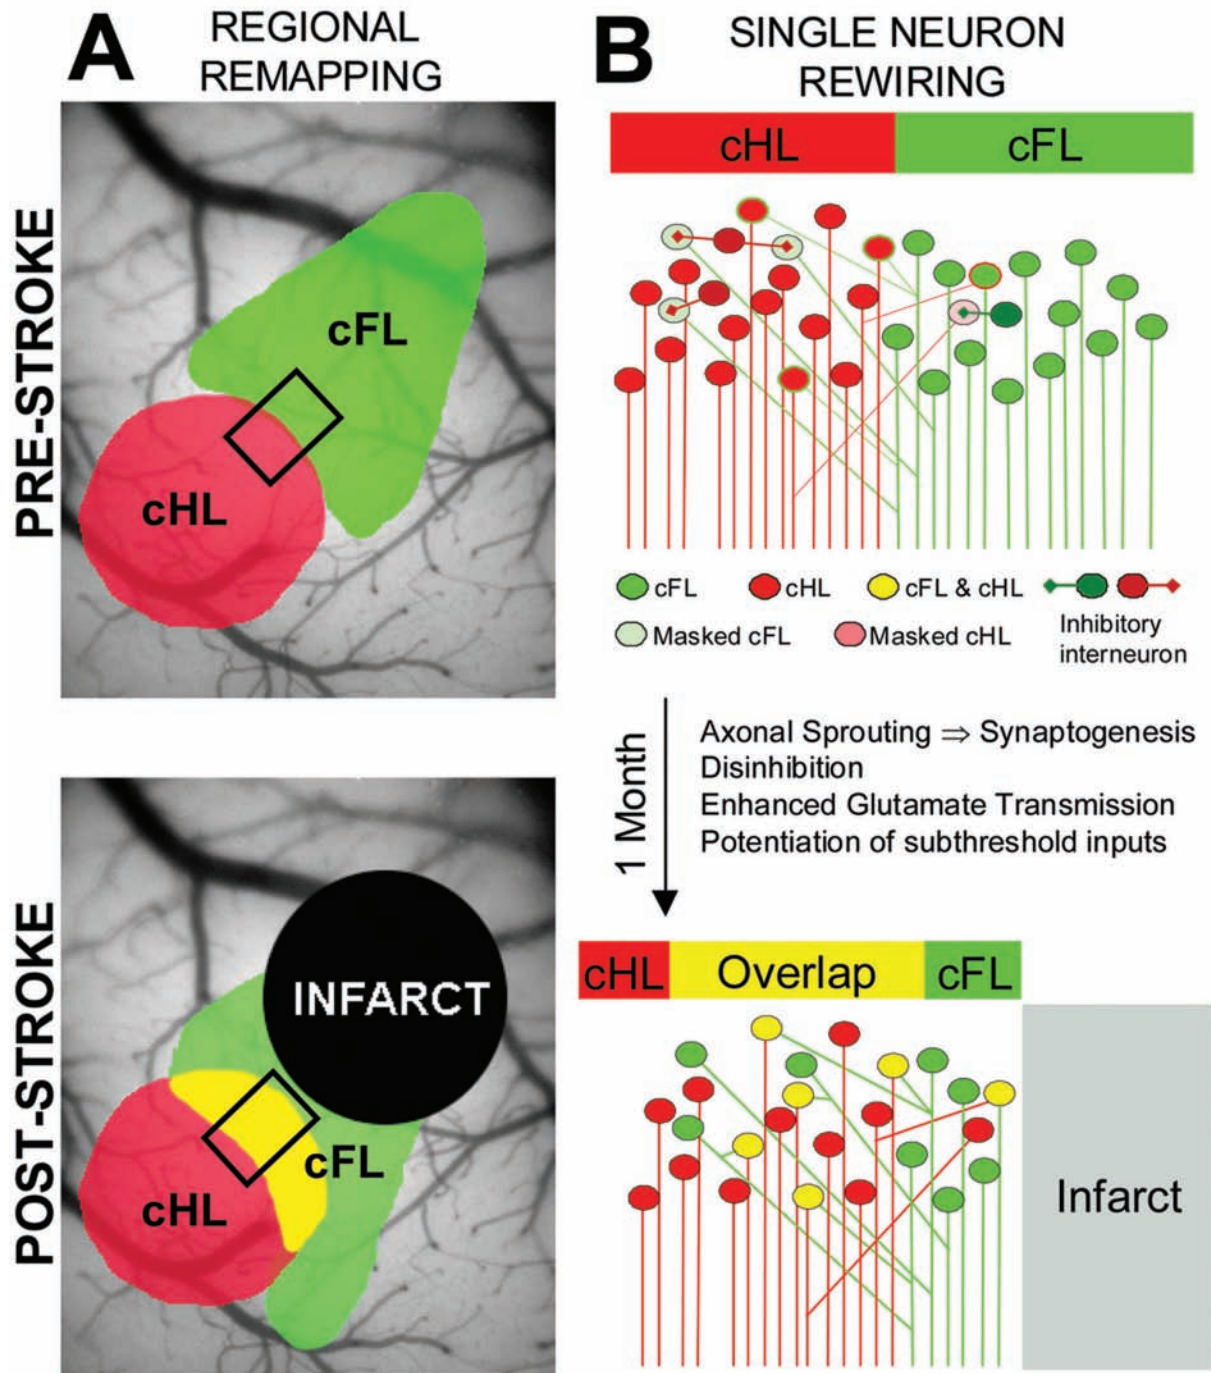 A
REGIONAL
REMAPPING
PRE-STROKE
cFL
cHL
POST-STROKE
INFARCT
cFL
cHL
B
SINGLE NEURON
REWIRING
cHL
cFL
cFL
cHL
cFL & cHL
Masked cFL
Masked cHL
Inhibitory
interneuron
1 Month
Axonal Sprouting ⇒ Synaptogenesis
Disinhibition
Enhanced Glutamate Transmission
Potentiation of subthreshold inputs
cHL
Overlap
cFL
Infarct